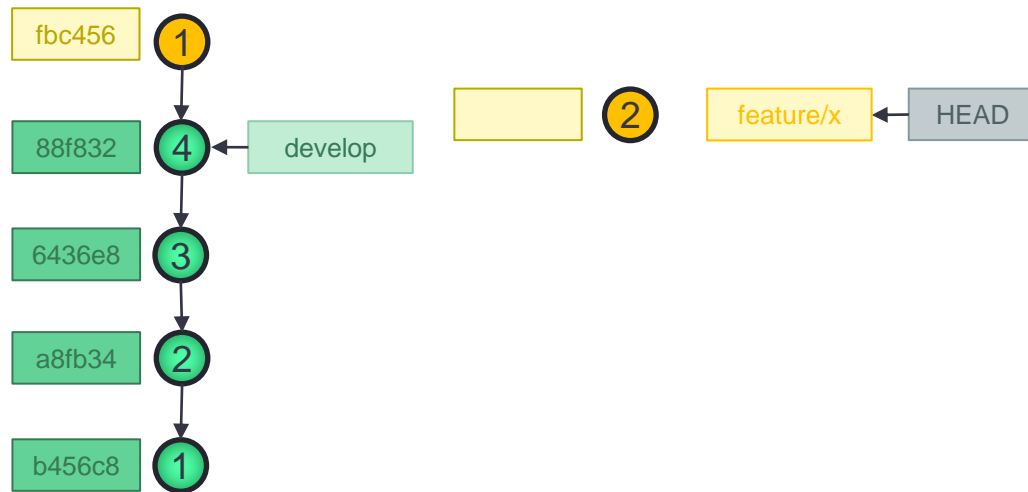 fbc456
1
2
feature/x
HEAD
88f832
4
develop
6436e8
3
a8fb34
2
b456c8
1